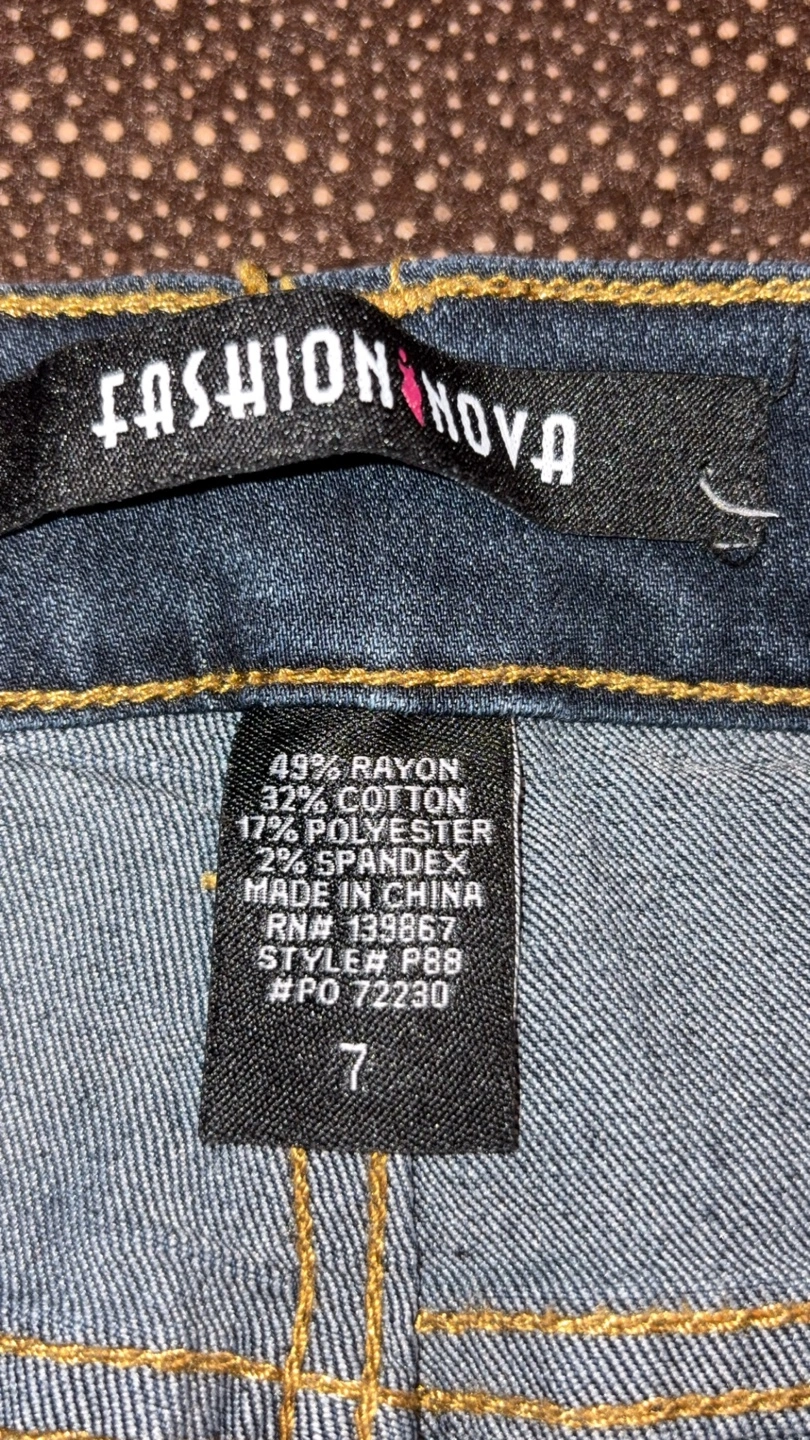 FASHION NOVA
49% RAYON
32% COTTON
17% POLYESTER
2% SPANDEX
MADE IN CHINA
RN# 139867
STYLE# P88
#PO 72230
7